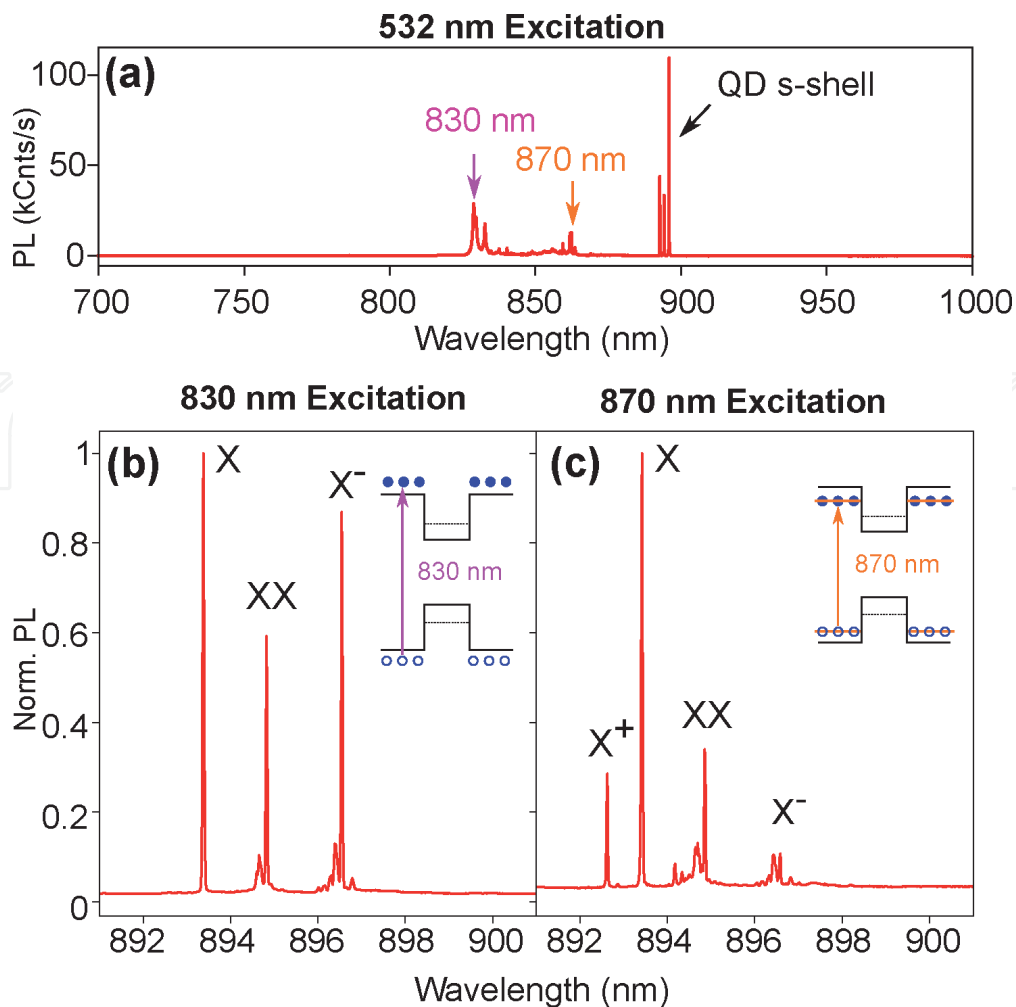 532 nm Excitation
(a)
PL (kCnts/s)
100
50
0
830 nm
870 nm
QD s-shell
700 750 800 850 900 950 1000
Wavelength (nm)
830 nm Excitation
870 nm Excitation
(b)
Norm. PL
1
0.8
0.6
0.4
0.2
0
X
XX
X⁻
830 nm
892 894 896 898 900
(c)
X
X⁺
XX
X⁻
870 nm
892 894 896 898 900
Wavelength (nm)